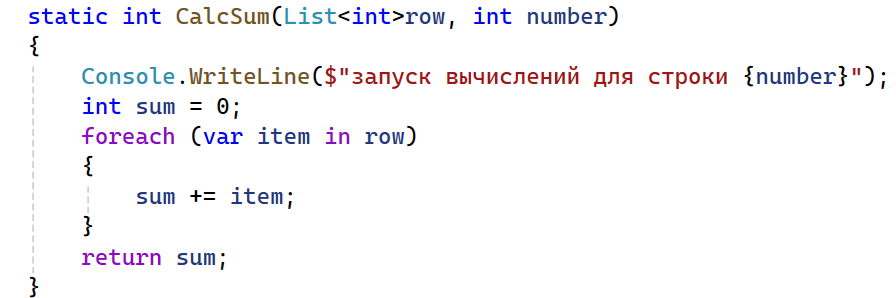 static int CalcSum(List<int>row, int number)
{
Console.WriteLine($"запуск вычислений для строки {number}");
int sum = 0;
foreach (var item in row)
{
sum += item;
}
return sum;
}